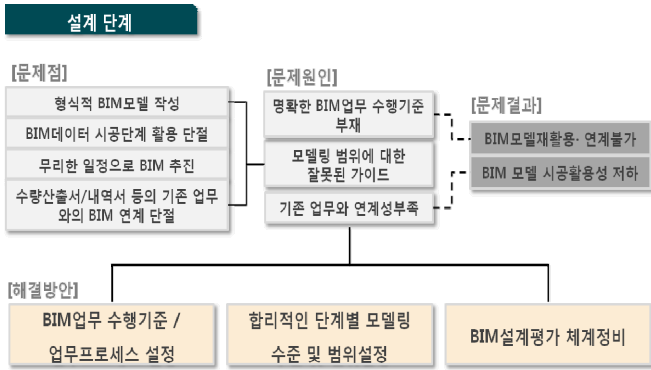 설계 단계
[문제점]
형식적 BIM모델 작성
BIM데이터 시공단계 활용 단절
무리한 일정으로 BIM 추진
수량산출서/내역서 등의 기존 업무
와의 BIM 연계 단절
[문제원인]
명확한 BIM업무 수행기준
부재
모델링 범위에 대한
잘못된 가이드
기존 업무와 연계성부족
[문제결과]
BIM모델재활용· 연계불가
BIM 모델 시공활용성 저하
[해결방안]
BIM업무 수행기준 /
업무프로세스 설정
합리적인 단계별 모델링
수준 및 범위설정
BIM설계평가 체계정비